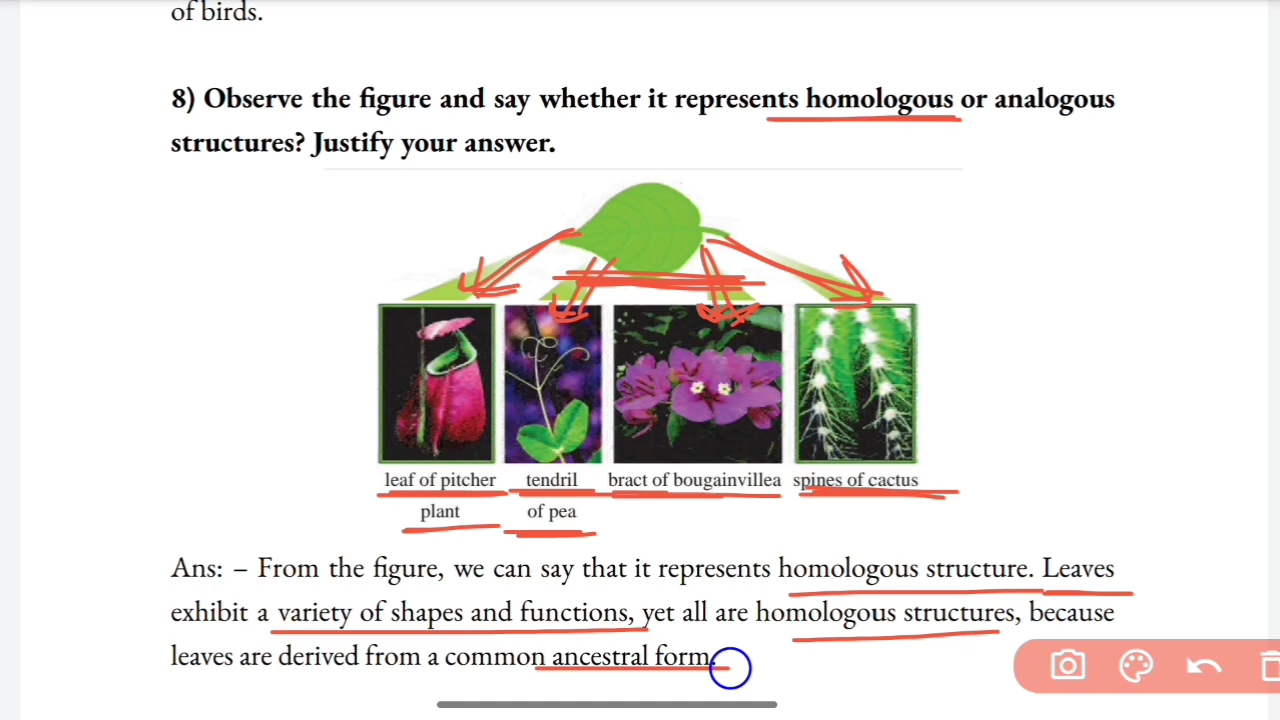 of birds.
8) Observe the figure and say whether it represents homologous or analogous
structures? Justify your answer.
leaf of pitcher
plant
tendril
of pea
bract of bougainvillea
spines of cactus
Ans: – From the figure, we can say that it represents homologous structure. Leaves
exhibit a variety of shapes and functions, yet all are homologous structures, because
leaves are derived from a common ancestral form.